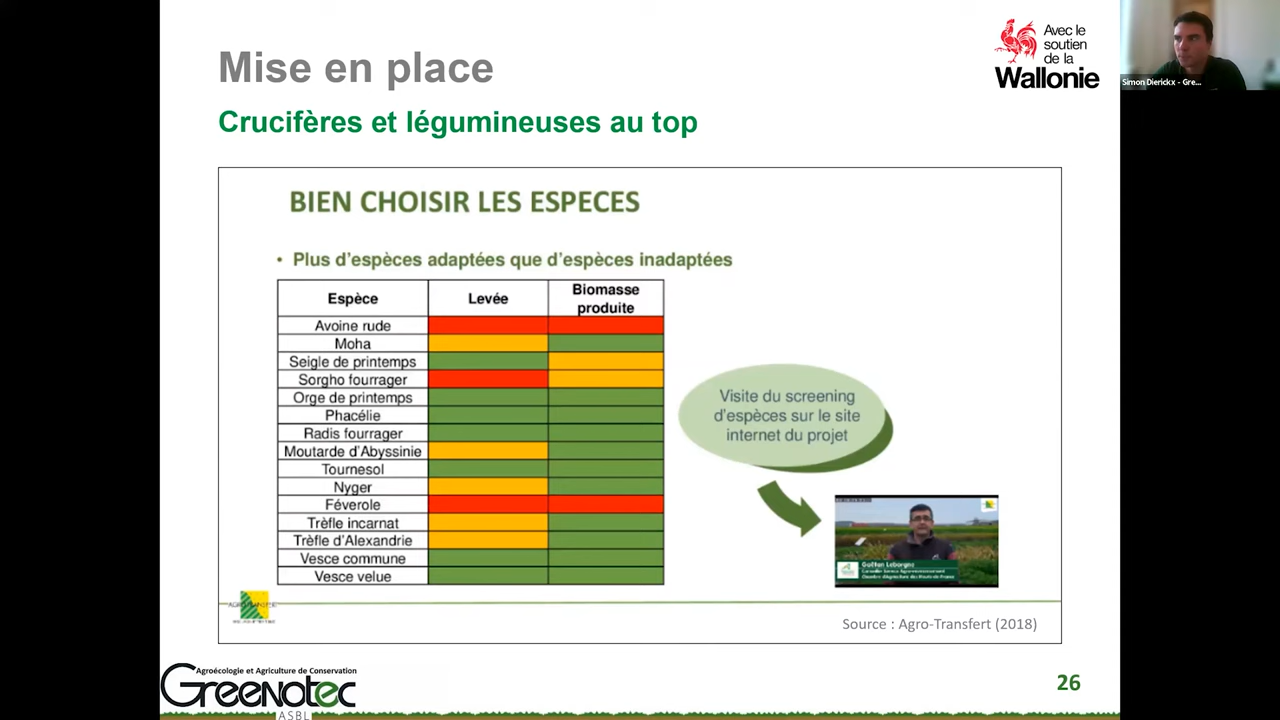 Mise en place
Crucifères et légumineuses au top
Avec le
soutien
de la
Wallonie
Simon Dierickx - Gre...
BIEN CHOISIR LES ESPECES
• Plus d'espèces adaptées que d'espèces inadaptées
Espèce Levée Biomasse produite
Avoine rude
Moha
Seigle de printemps
Sorgho fourrager
Orge de printemps
Phacélie
Radis fourrager
Moutarde d'Abyssinie
Tournesol
Nyger
Féverole
Trèfle incarnat
Trèfle d'Alexandrie
Vesce commune
Vesce velue
Visite du screening
d'espèces sur le site
internet du projet
Leborgne
Source : Agro-Transfert (2018)
Agroécologie et Agriculture de Conservation
Greenotec
ASBL
26